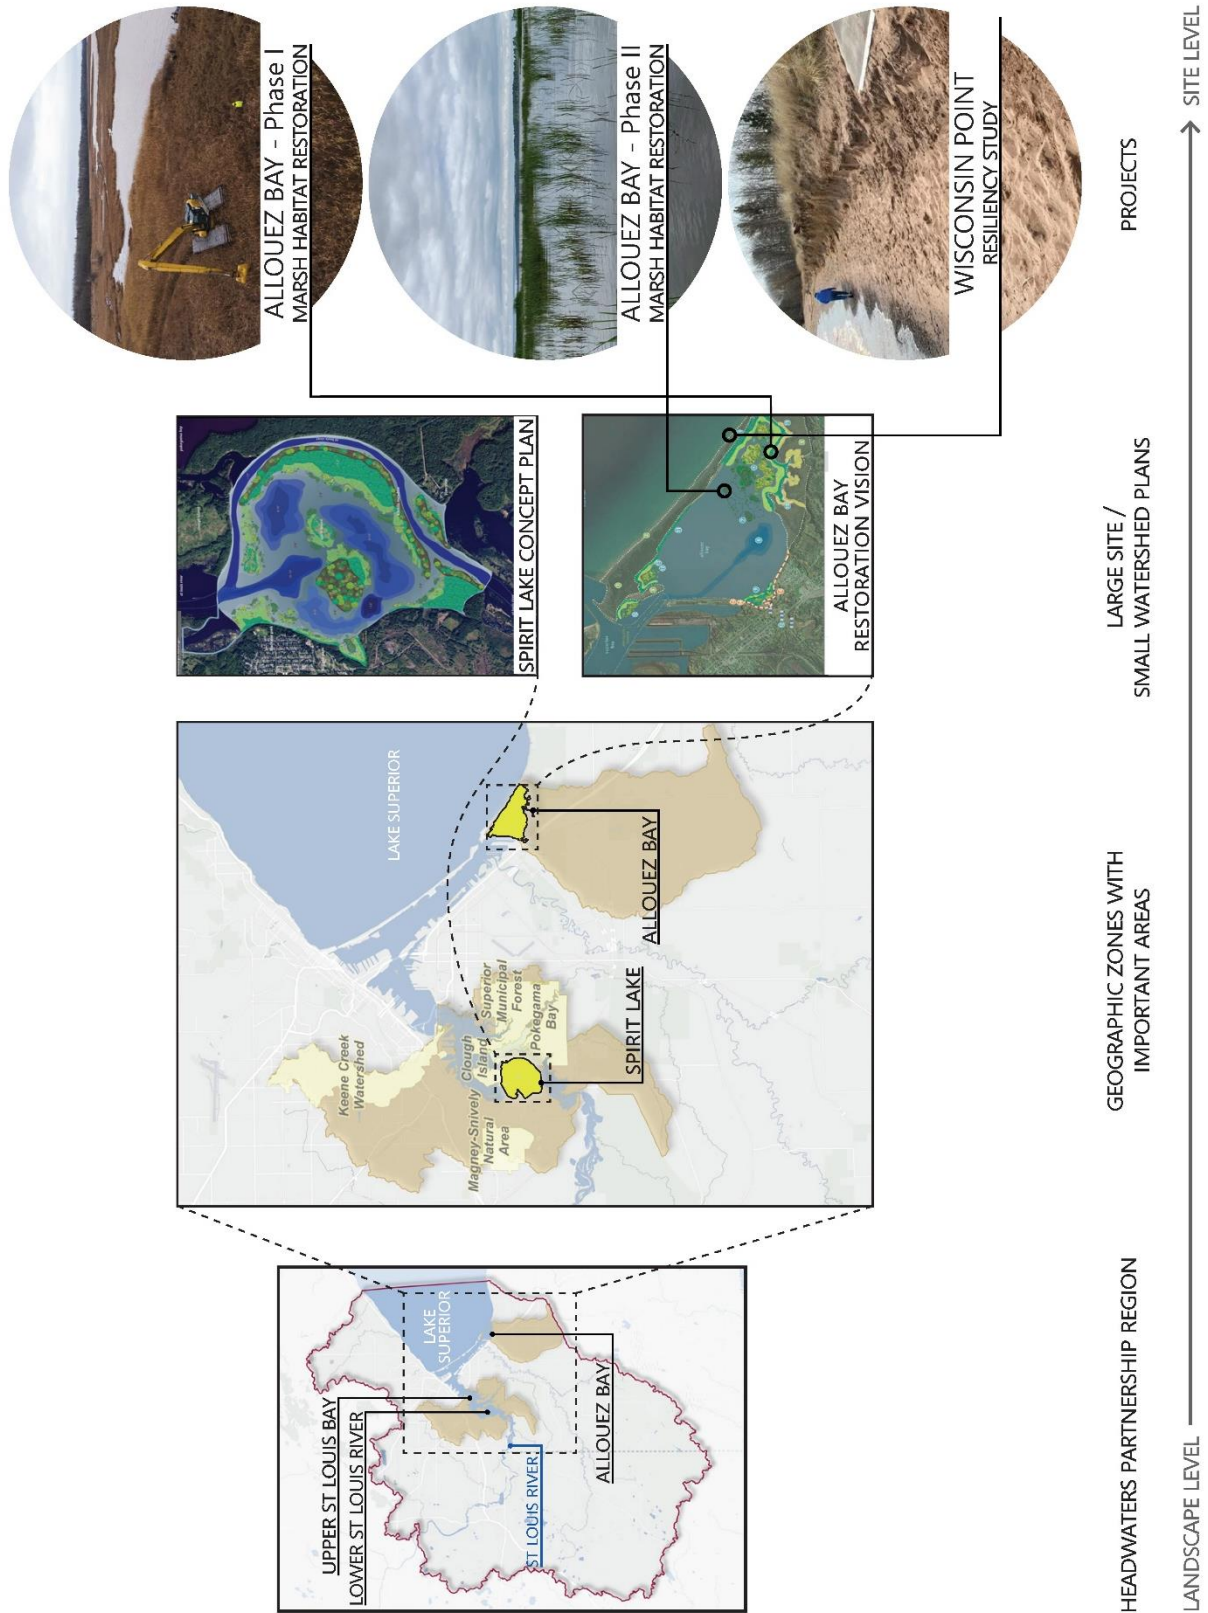 UPPER ST LOUIS BAY
LOWER ST LOUIS RIVER
LAKE
SUPERIOR
ST LOUIS RIVER
ALLOUEZ BAY
LAKE SUPERIOR
Keene Creek
Watershed
Magney-Snively
Natural
Area
Clough
Island
Superior
Municipal
Forest
Pokegama
Bay
SPIRIT LAKE
ALLOUEZ BAY
SPIRIT LAKE CONCEPT PLAN
ALLOUEZ BAY
RESTORATION VISION
ALLOUEZ BAY - Phase I
MARSH HABITAT RESTORATION
ALLOUEZ BAY - Phase II
MARSH HABITAT RESTORATION
WISCONSIN POINT
RESILIENCY STUDY
HEADWATERS PARTNERSHIP REGION
GEOGRAPHIC ZONES WITH
IMPORTANT AREAS
LARGE SITE /
SMALL WATERSHED PLANS
PROJECTS
LANDSCAPE LEVEL
SITE LEVEL